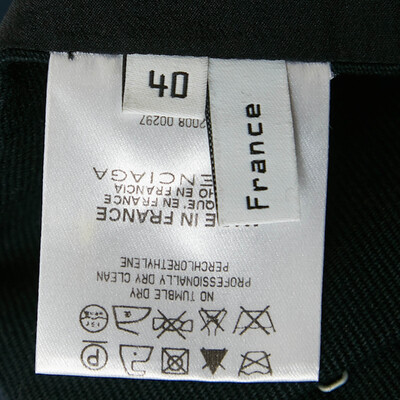 40
France
P
NO TUMBLE DRY
PROFESSIONALLY DRY CLEAN
PERCHLORETHYLENE
E IN FRANCE
QUE' EN FRANCE
HO EN FRANCIA
ENCIAGA
2008 00297